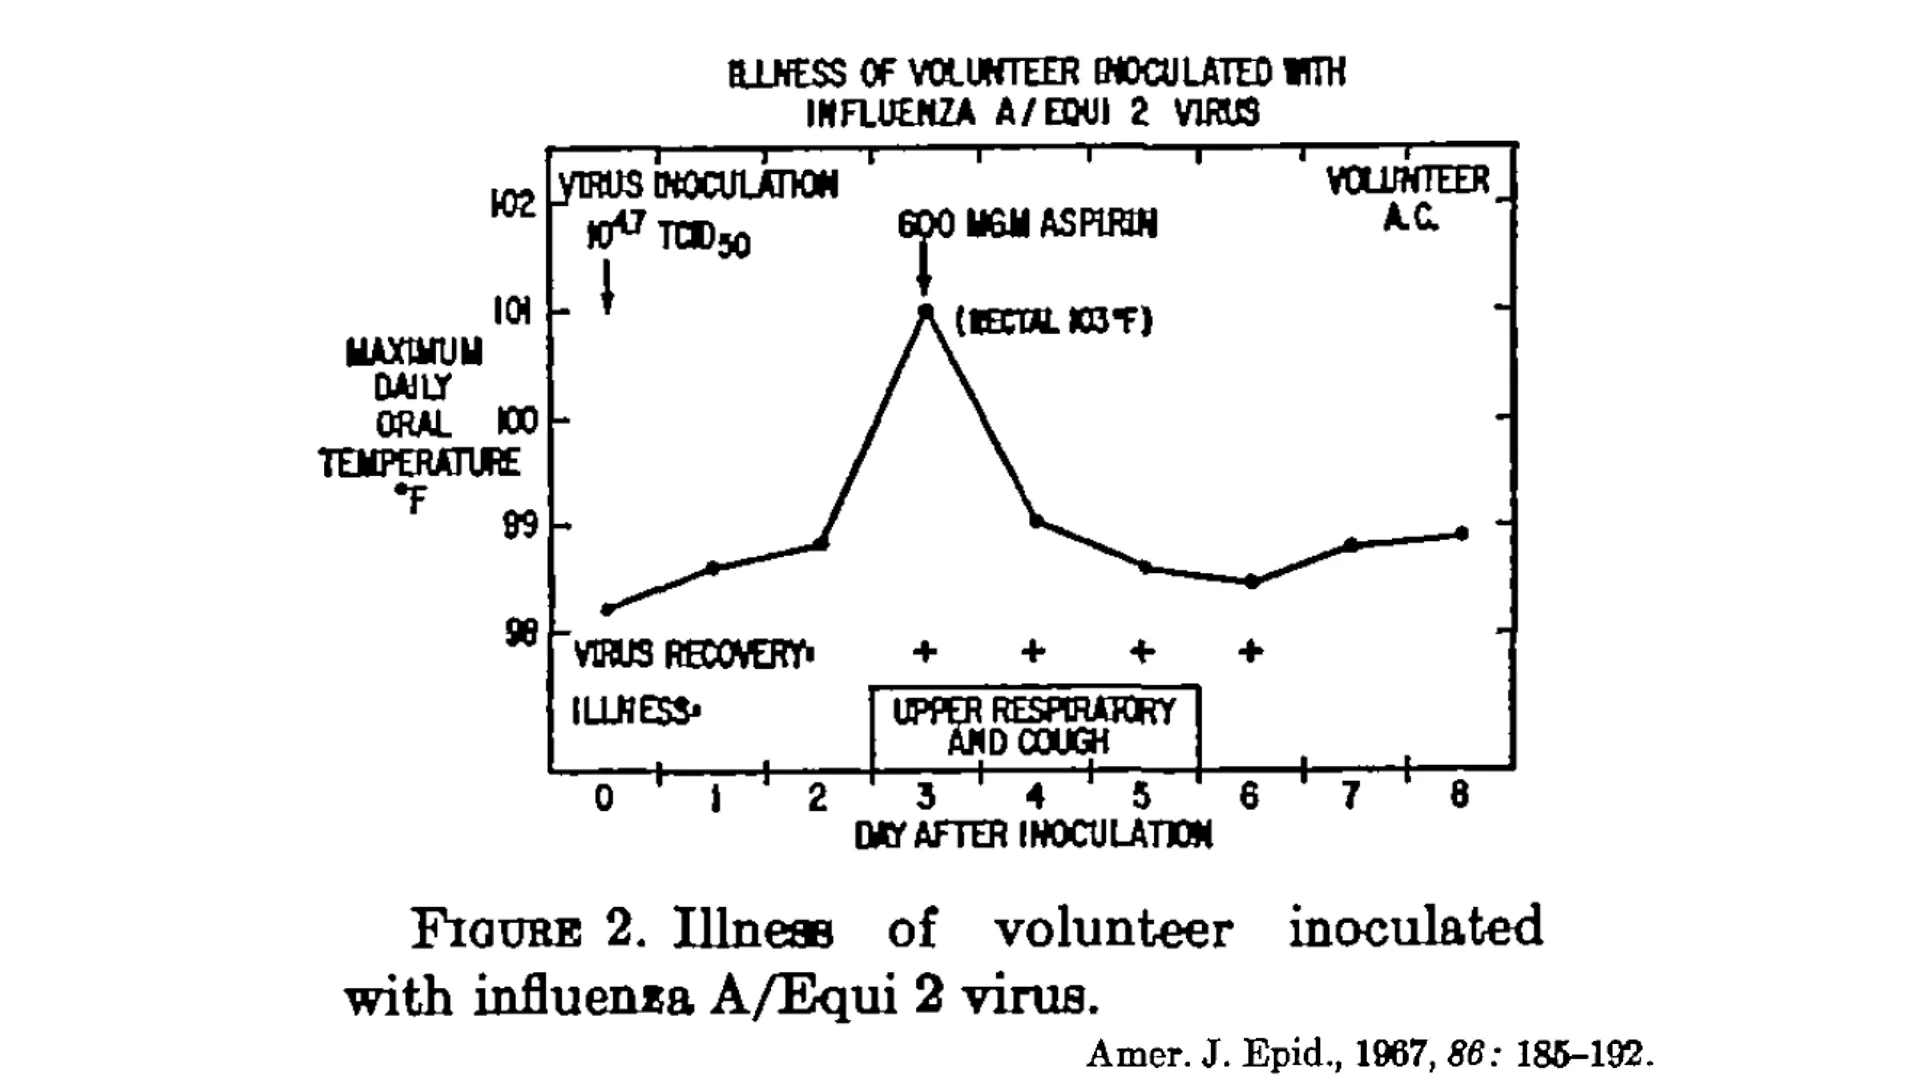 ILLNESS OF VOLUNTEER INOCULATED WITH
INFLUENZA A/EQUI 2 VIRUS
VIRUS INOCULATION
10^4.7 TCID50
600 MGM ASPIRIN
(RECTAL 103°F)
VOLUNTEER
A.C.
102
101
100
99
98
MAXIMUM
DAILY
ORAL
TEMPERATURE
°F
VIRUS RECOVERY: + + + +
ILLNESS:
UPPER RESPIRATORY
AND COUGH
0 1 2 3 4 5 6 7 8
DAY AFTER INOCULATION
FIGURE 2. Illness of volunteer inoculated
with influenza A/Equi 2 virus.
Amer. J. Epid., 1967, 86: 185–192.